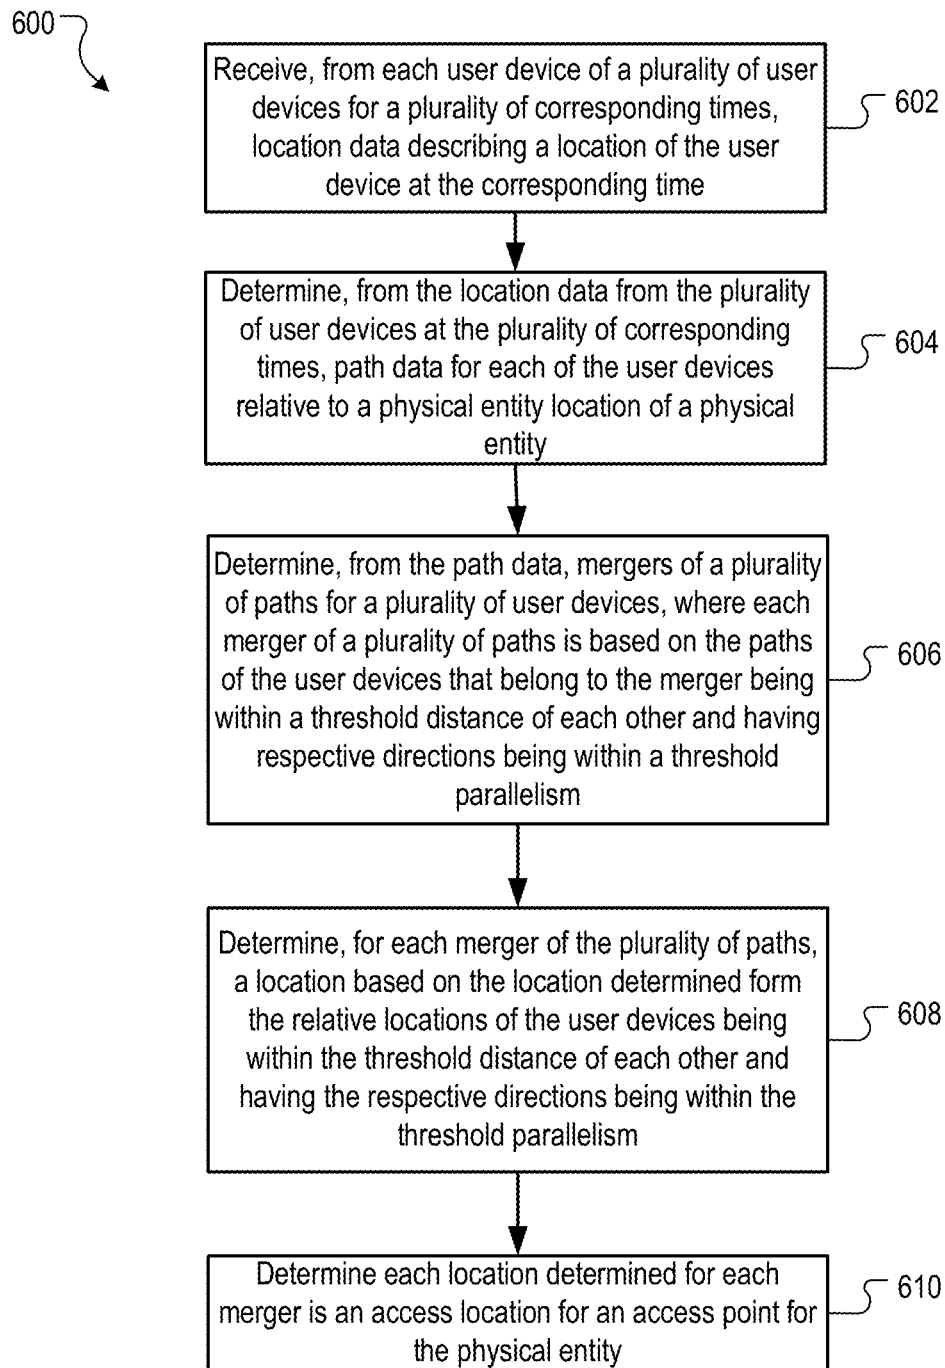 600
Receive, from each user device of a plurality of user
devices for a plurality of corresponding times,
location data describing a location of the user
device at the corresponding time
602
Determine, from the location data from the plurality
of user devices at the plurality of corresponding
times, path data for each of the user devices
relative to a physical entity location of a physical
entity
604
Determine, from the path data, mergers of a plurality
of paths for a plurality of user devices, where each
merger of a plurality of paths is based on the paths
of the user devices that belong to the merger being
within a threshold distance of each other and having
respective directions being within a threshold
parallelism
606
Determine, for each merger of the plurality of paths,
a location based on the location determined form
the relative locations of the user devices being
within the threshold distance of each other and
having the respective directions being within the
threshold parallelism
608
Determine each location determined for each
merger is an access location for an access point for
the physical entity
610